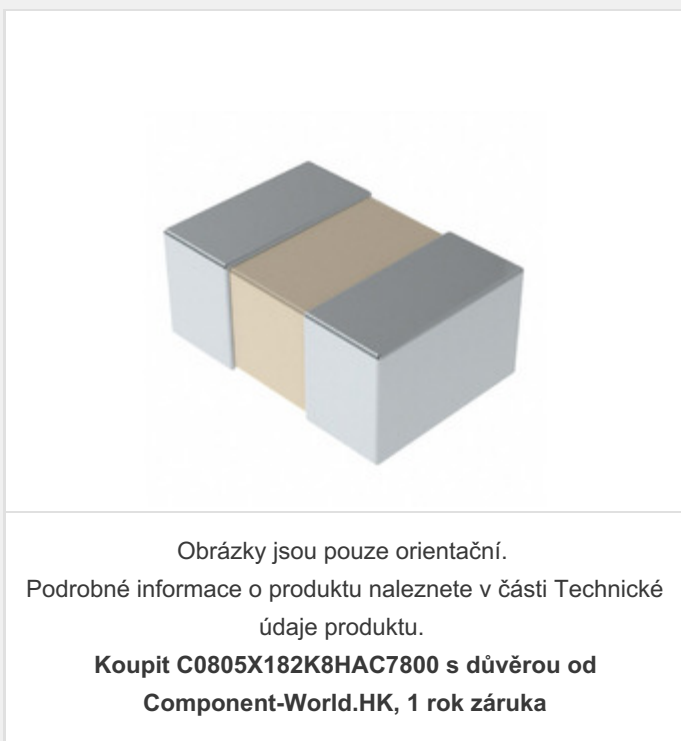 Obrázky jsou pouze orientační.
Podrobné informace o produktu naleznete v části Technické
údaje produktu.
Koupit C0805X182K8HAC7800 s důvěrou od
Component-World.HK, 1 rok záruka